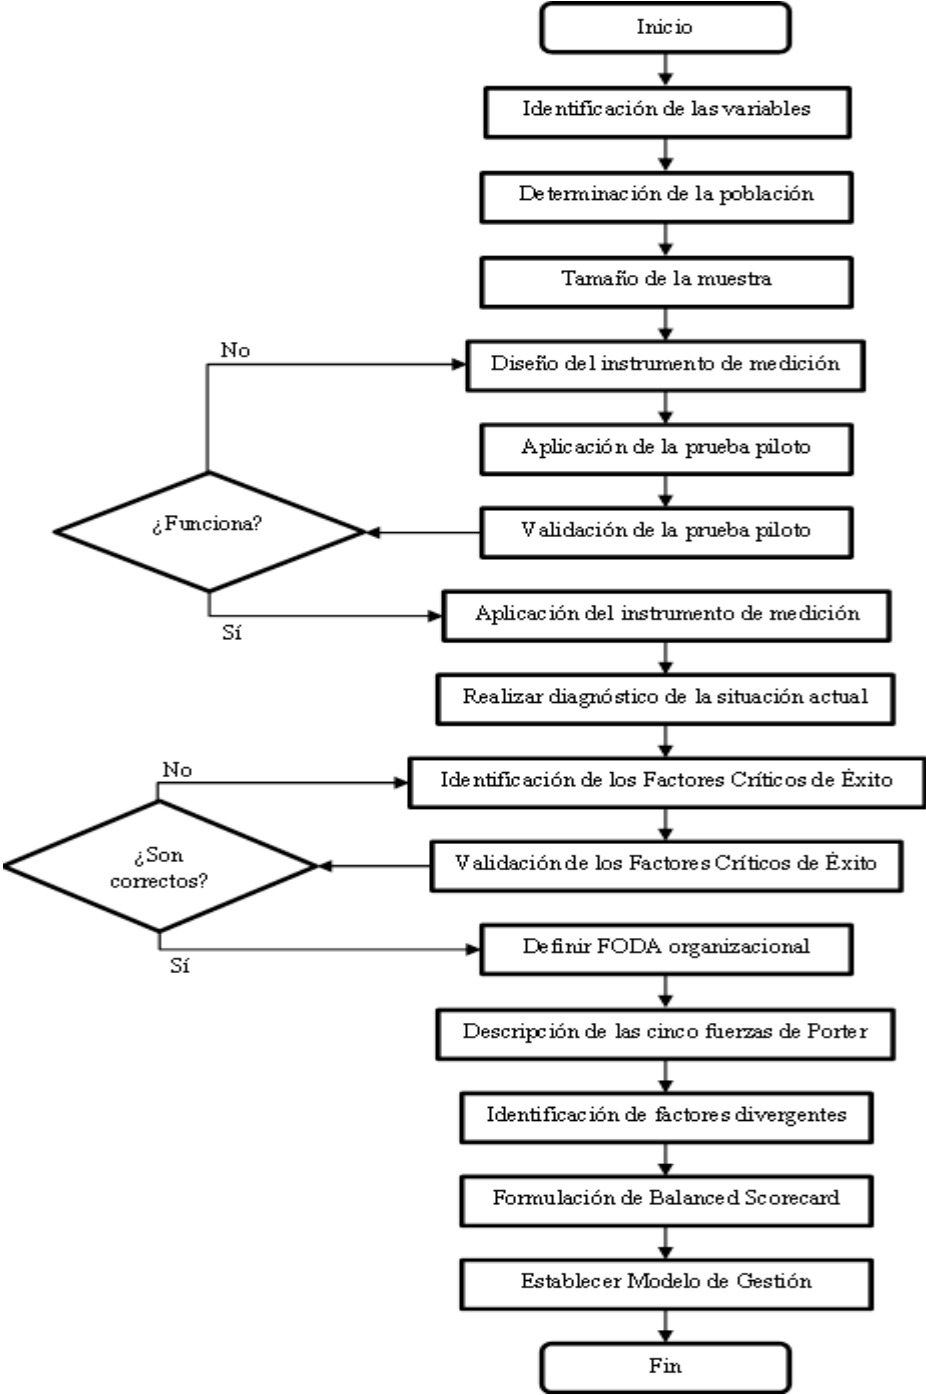 Inicio
Identificación de las variables
Determinación de la población
Tamaño de la muestra
No
Diseño del instrumento de medición
Aplicación de la prueba piloto
¿Funciona?
Validación de la prueba piloto
Aplicación del instrumento de medición
Sí
Realizar diagnóstico de la situación actual
No
Identificación de los Factores Críticos de Éxito
¿Son
correctos?
Validación de los Factores Críticos de Éxito
Definir FODA organizacional
Sí
Descripción de las cinco fuerzas de Porter
Identificación de factores divergentes
Formulación de Balanced Scorecard
Establecer Modelo de Gestión
Fin